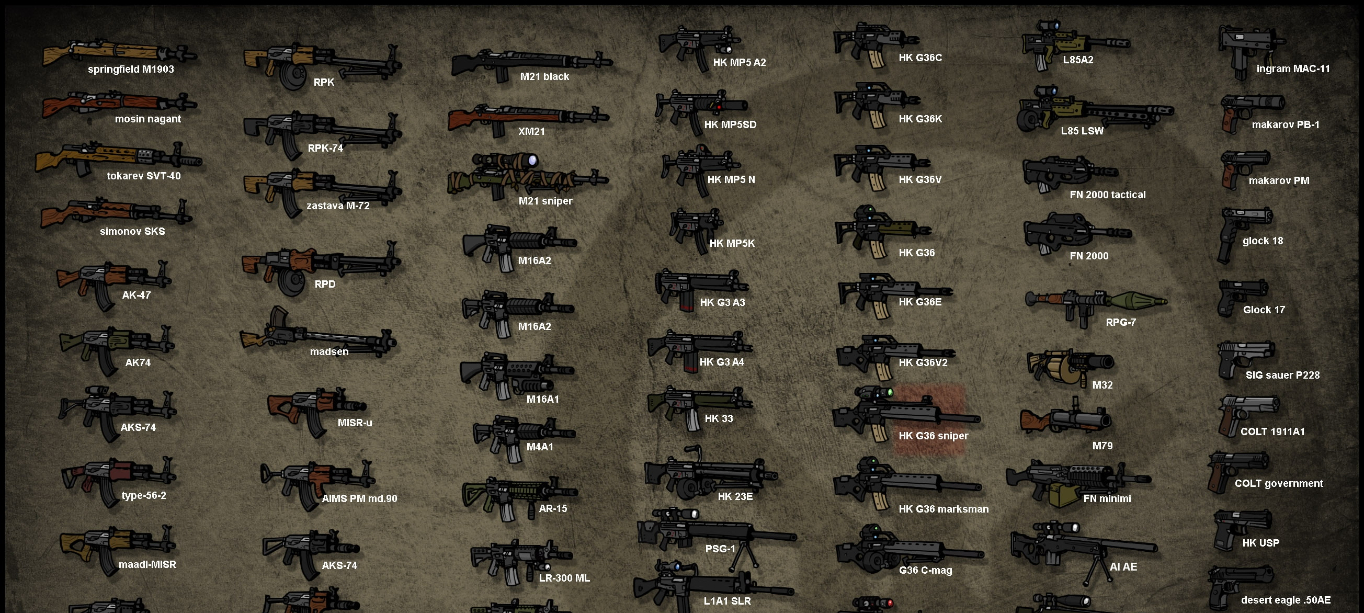 springfield M1903
mosin nagant
tokarev SVT-40
simonov SKS
AK-47
AK74
AKS-74
type-56-2
maadi-MISR
RPK
RPK-74
zastava M-72
RPD
madsen
MISR-u
AIMS PM md.90
AKS-74
M21 black
XM21
M21 sniper
M16A2
M16A2
M16A1
M4A1
AR-15
LR-300 ML
HK MP5 A2
HK MP5SD
HK MP5 N
HK MP5K
HK G3 A3
HK G3 A4
HK 33
HK 23E
PSG-1
L1A1 SLR
HK G36C
HK G36K
HK G36V
HK G36
HK G36E
HK G36V2
HK G36 sniper
HK G36 marksman
G36 C-mag
L85A2
L85 LSW
FN 2000 tactical
FN 2000
RPG-7
M32
M79
FN minimi
AI AE
ingram MAC-11
makarov PB-1
makarov PM
glock 18
Glock 17
SIG sauer P228
COLT 1911A1
COLT government
HK USP
desert eagle .50AE